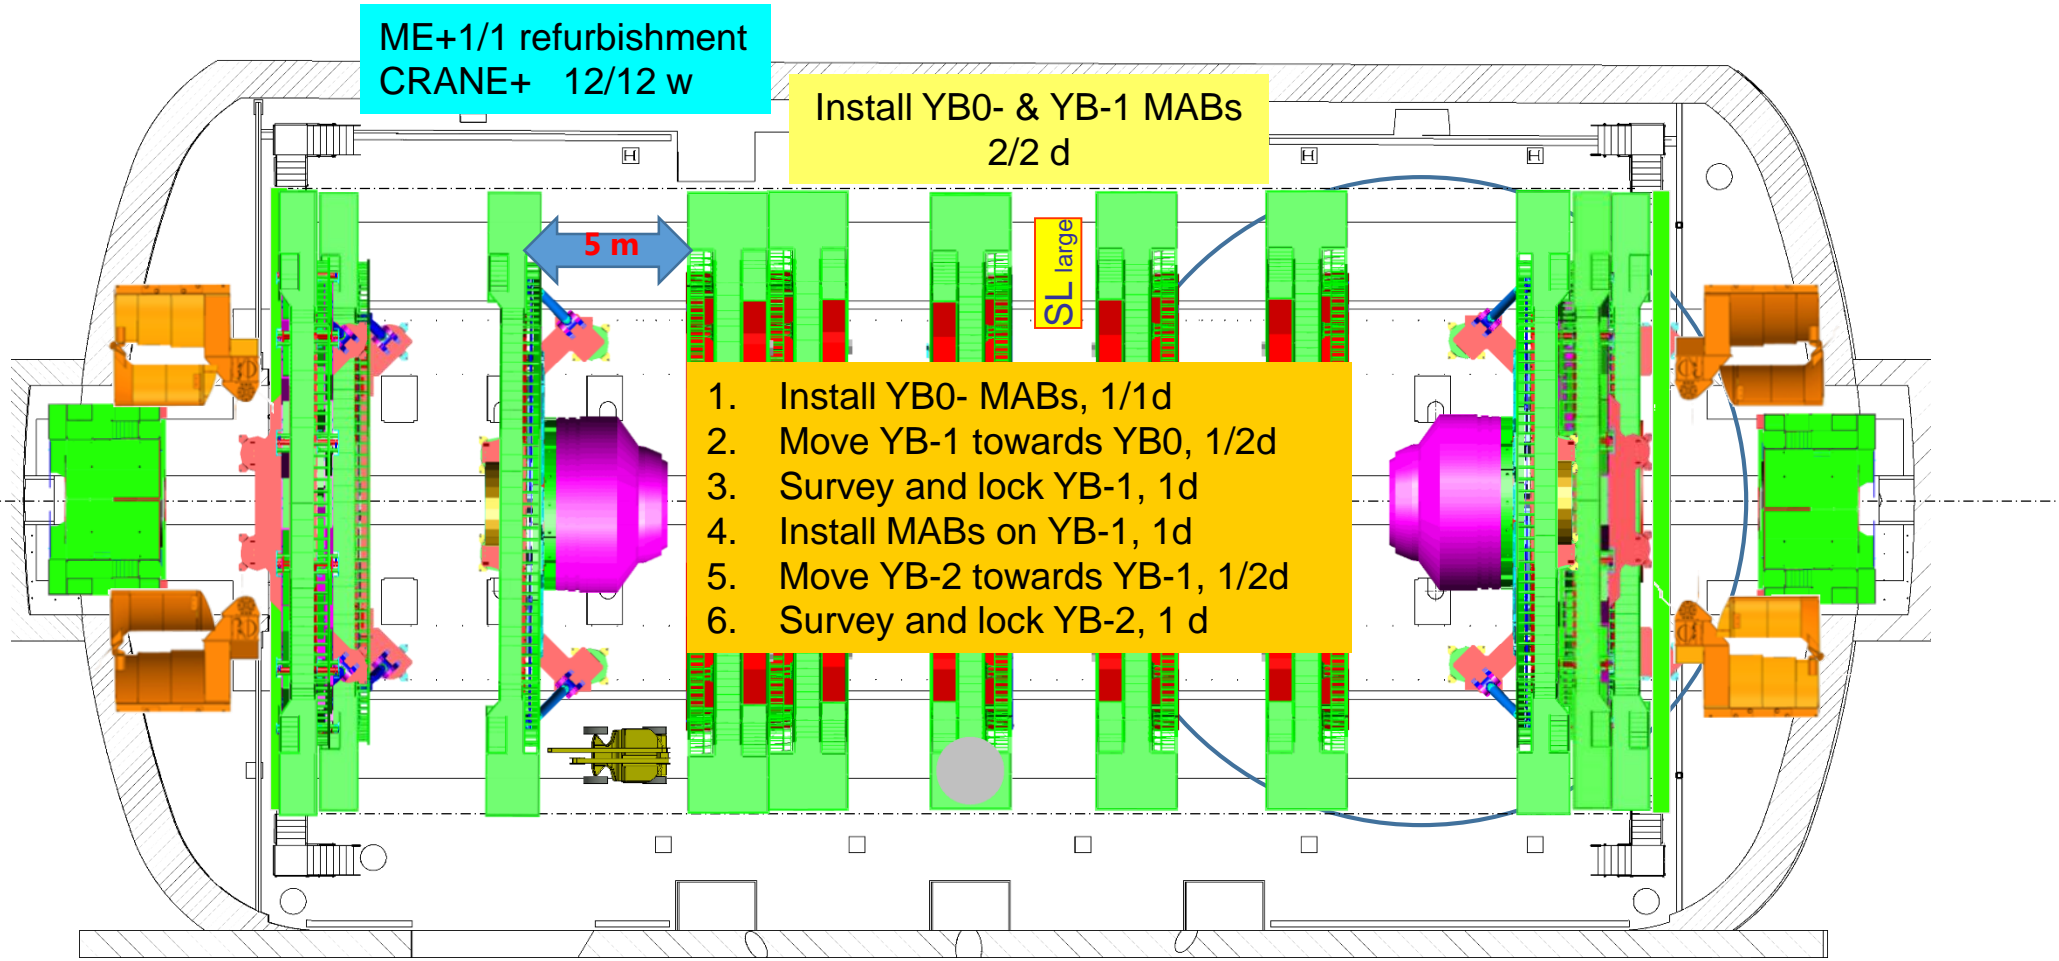 ME+1/1 refurbishment
CRANE+ 12/12 w
Install YB0- & YB-1 MABs
2/2 d
5 m
SL large
1. Install YB0- MABs, 1/1d
2. Move YB-1 towards YB0, 1/2d
3. Survey and lock YB-1, 1d
4. Install MABs on YB-1, 1d
5. Move YB-2 towards YB-1, 1/2d
6. Survey and lock YB-2, 1 d